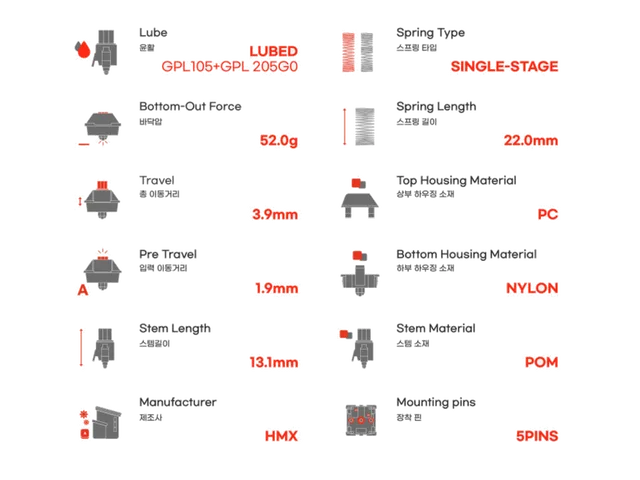 Lube
윤활
LUBED
GPL105+GPL 205G0
Spring Type
스프링 타입
SINGLE-STAGE
Bottom-Out Force
바닥압
52.0g
Spring Length
스프링 길이
22.0mm
Travel
총 이동거리
3.9mm
Top Housing Material
상부 하우징 소재
PC
Pre Travel
입력 이동거리
A
1.9mm
Bottom Housing Material
하부 하우징 소재
NYLON
Stem Length
스템길이
13.1mm
Stem Material
스템 소재
POM
Manufacturer
제조사
HMX
Mounting pins
장착 핀
5PINS